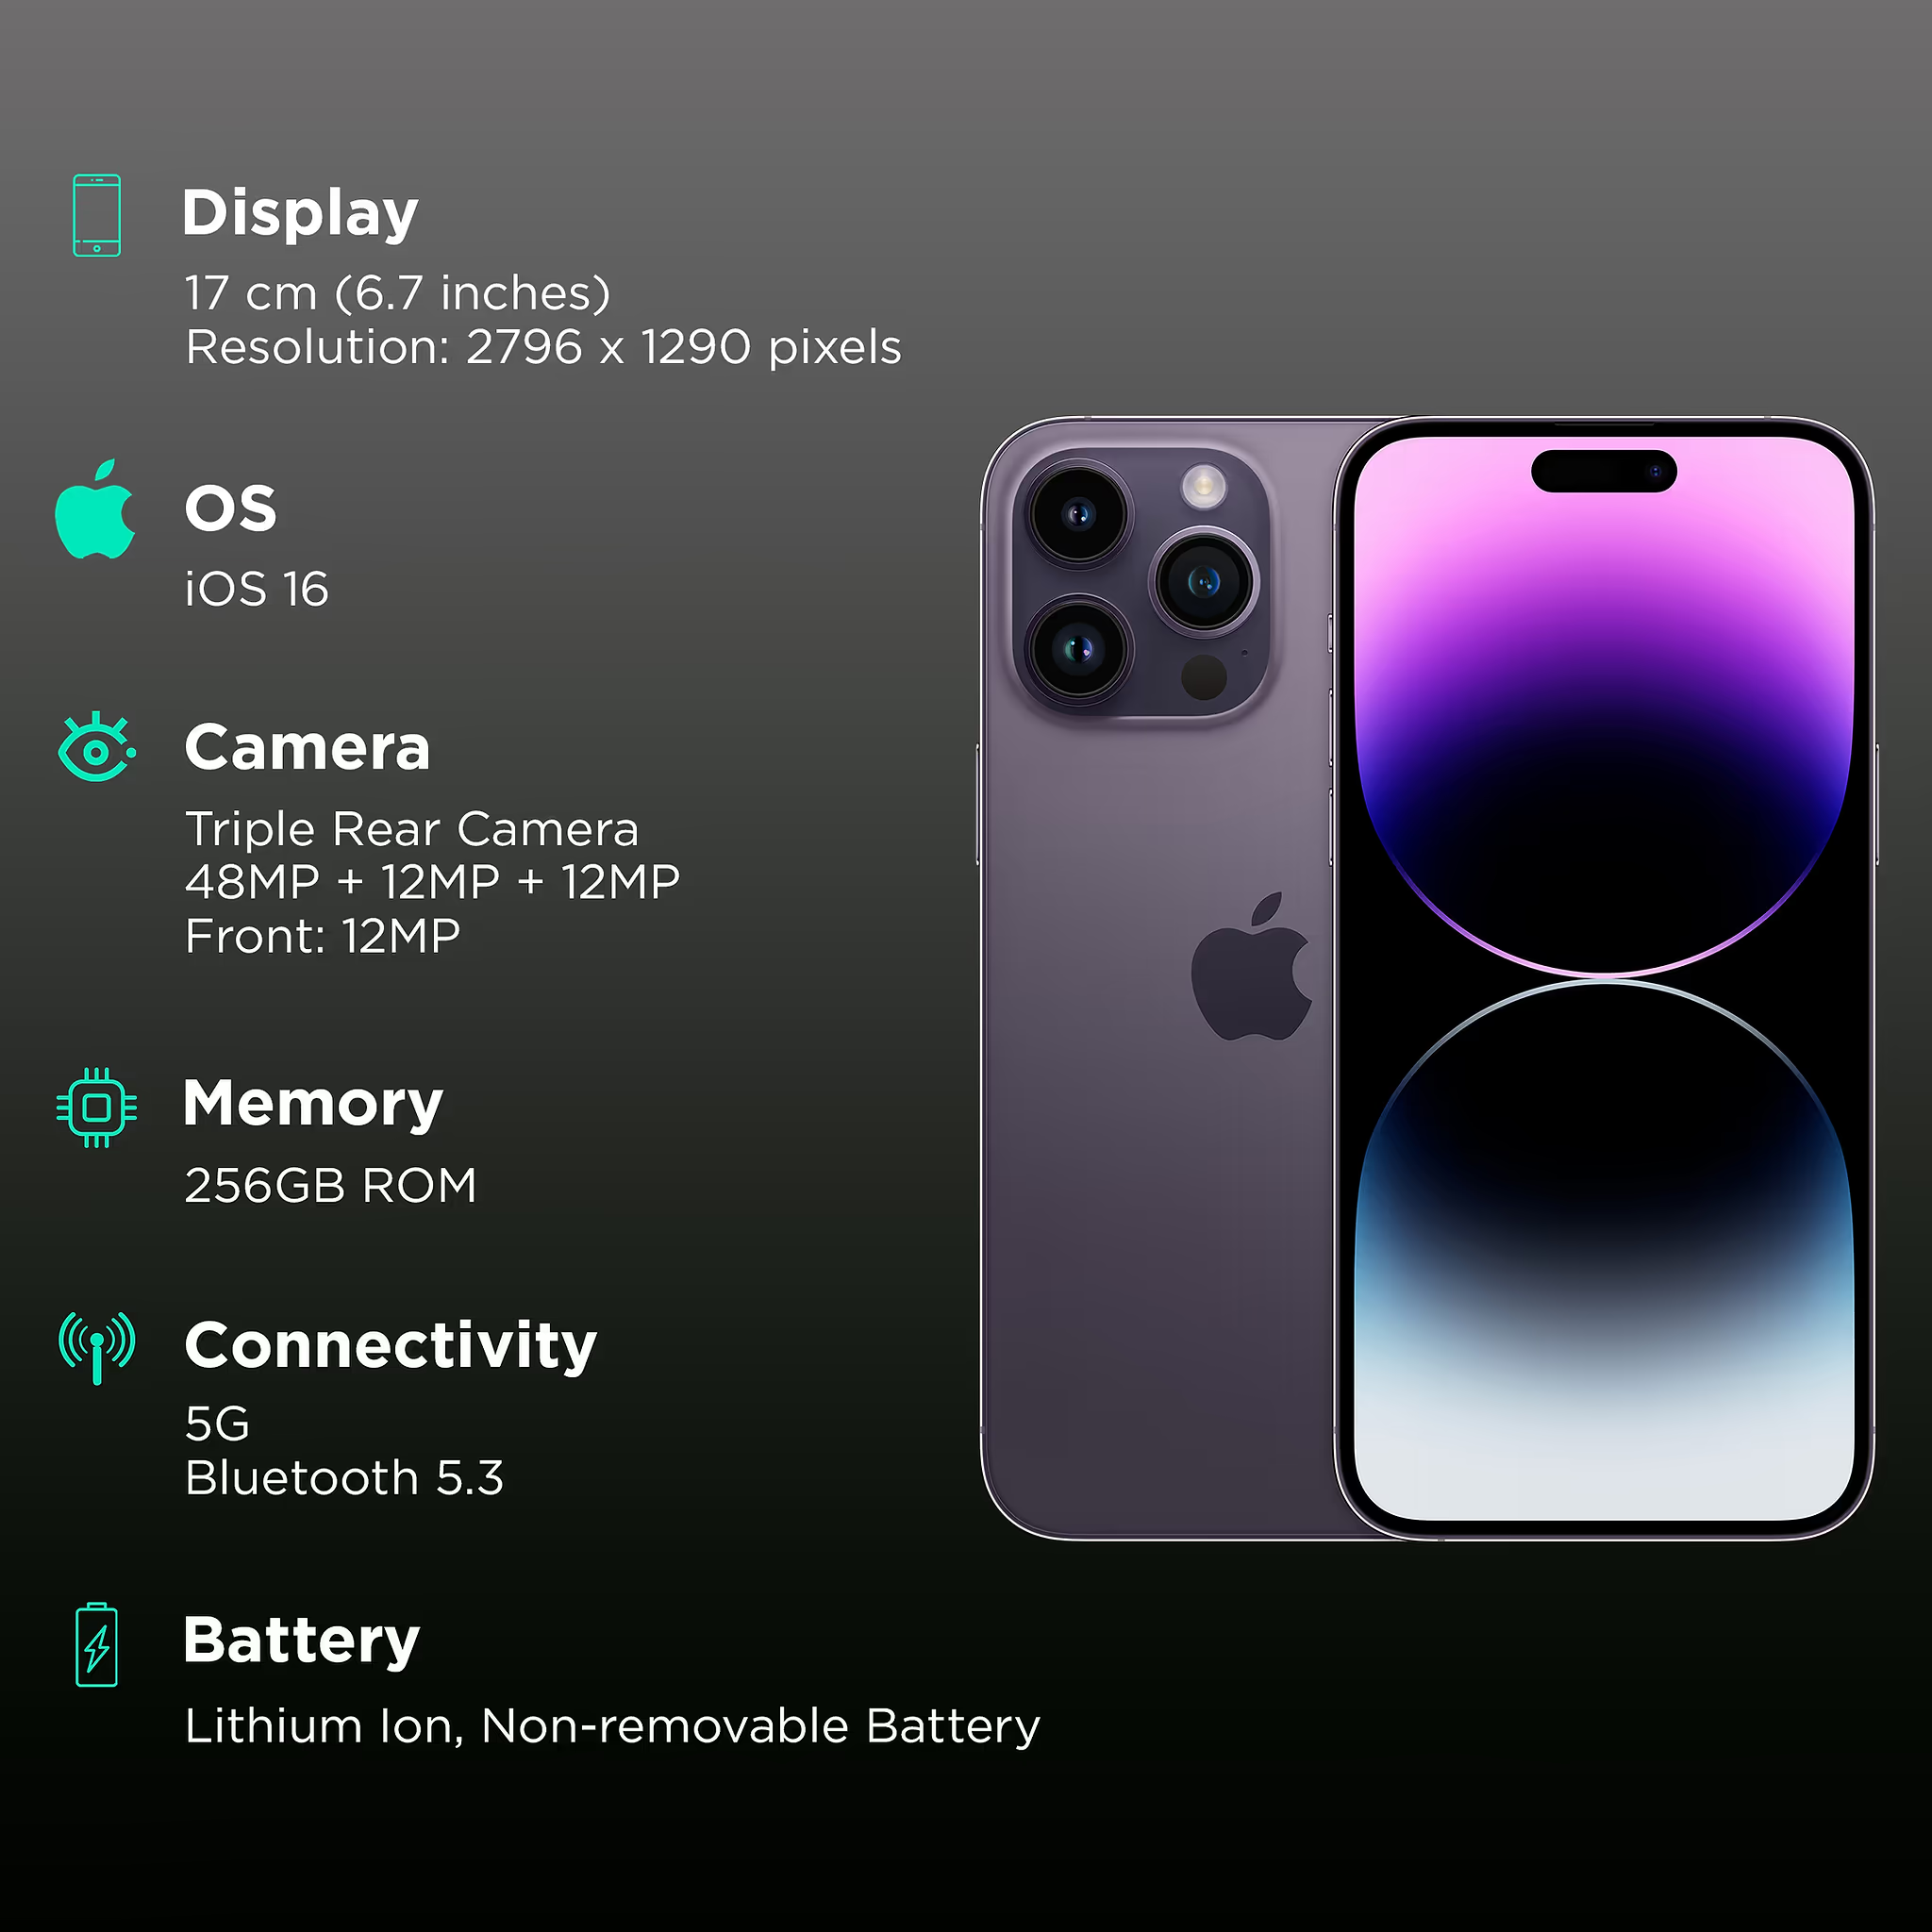 Display
17 cm (6.7 inches)
Resolution: 2796 x 1290 pixels
OS
iOS 16
Camera
Triple Rear Camera
48MP + 12MP + 12MP
Front: 12MP
Memory
256GB ROM
Connectivity
5G
Bluetooth 5.3
Battery
Lithium Ion, Non-removable Battery